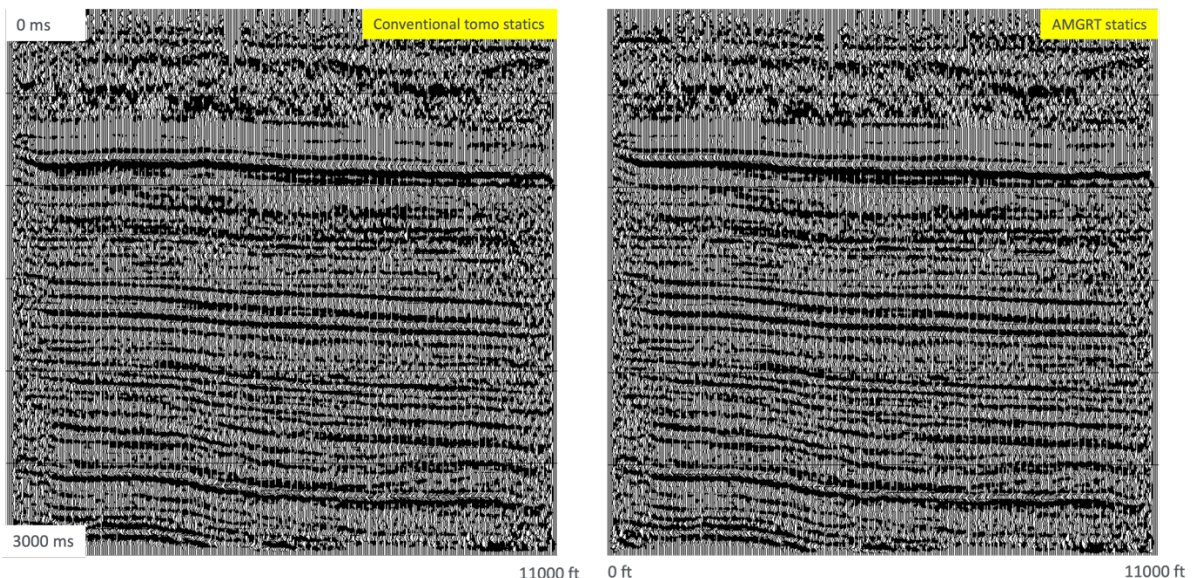 0 ms
Conventional tomo statics
AMGRT statics
3000 ms
11000 ft
0 ft
11000 ft